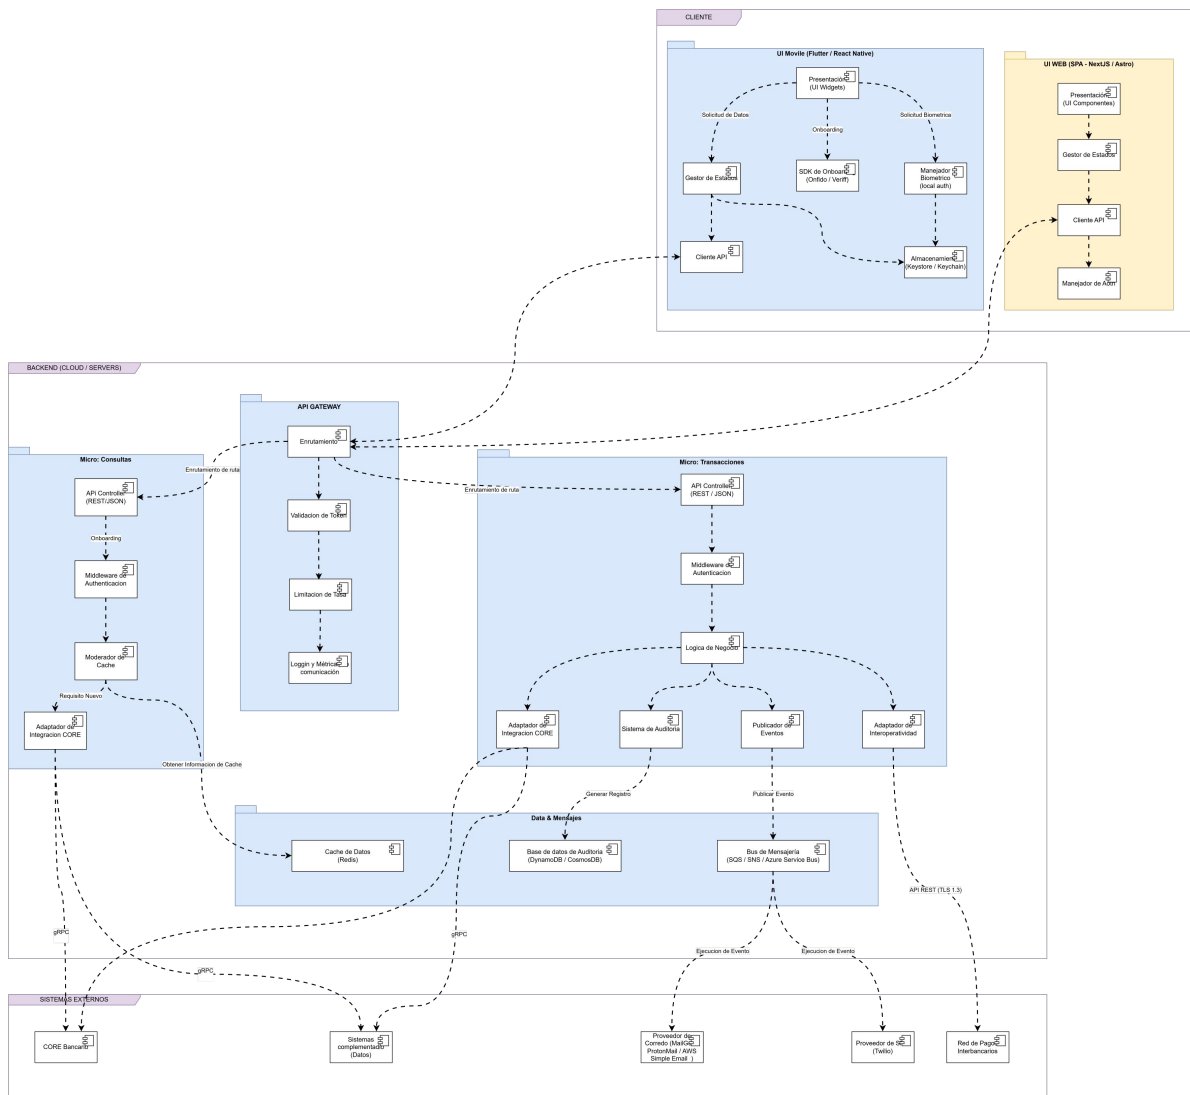 CLIENTE
UI Movile (Flutter / React Native)
UI WEB (SPA - NextJS / Astro)
Presentación
(UI Widgets)
Presentación
(UI Componentes)
Solicitud de Datos
Onboarding
Solicitud Biometrica
Gestor de Estados
SDK de Onboar
(Onfido / Veriff)
Manejador
Biometrico
(local auth)
Gestor de Estados
Cliente API
Almacenamien
(Keystore / Keychain)
Cliente API
Manejador de Auth
BACKEND (CLOUD / SERVERS)
API GATEWAY
Enrutamiento
Enrutamiento de ruta
Validacion de Token
Limitacion de Tasa
Loggin y Métrica
comunicación
Micro: Consultas
API Controller
(REST/JSON)
Onboarding
Middleware de
Authenticacion
Moderador de
Cache
Requisito Nuevo
Adaptador de
Integracion CORE
Obtener Informacion de Cache
Micro: Transacciones
Enrutamiento de ruta
API Controller
(REST / JSON)
Middleware de
Autenticacion
Logica de Negocio
Adaptador de
Integracion CORE
Sistema de Auditoria
Publicador de
Eventos
Adaptador de
Interoperatividad
Generar Registro
Publicar Evento
Data & Mensajes
Cache de Datos
(Redis)
Base de datos de Auditoria
(DynamoDB / CosmosDB)
Bus de Mensajería
(SQS / SNS / Azure Service Bus)
API REST (TLS 1.3)
gRPC
gRPC
gRPC
Ejecucion de Evento
Ejecucion de Evento
SISTEMAS EXTERNOS
CORE Bancario
Sistemas
complementario
(Datos)
Proveedor de
Corredo (MailG
ProtonMail / AWS
Simple Email )
Proveedor de S
(Twilio)
Red de Pago
Interbancarios